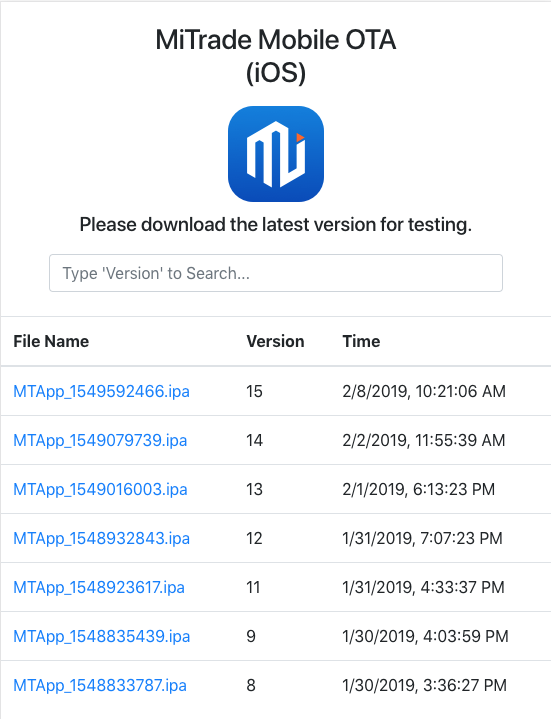 MiTrade Mobile OTA
(iOS)
Please download the latest version for testing.
Type 'Version' to Search...
File Name Version Time
MTApp_1549592466.ipa 15 2/8/2019, 10:21:06 AM
MTApp_1549079739.ipa 14 2/2/2019, 11:55:39 AM
MTApp_1549016003.ipa 13 2/1/2019, 6:13:23 PM
MTApp_1548932843.ipa 12 1/31/2019, 7:07:23 PM
MTApp_1548923617.ipa 11 1/31/2019, 4:33:37 PM
MTApp_1548835439.ipa 9 1/30/2019, 4:03:59 PM
MTApp_1548833787.ipa 8 1/30/2019, 3:36:27 PM